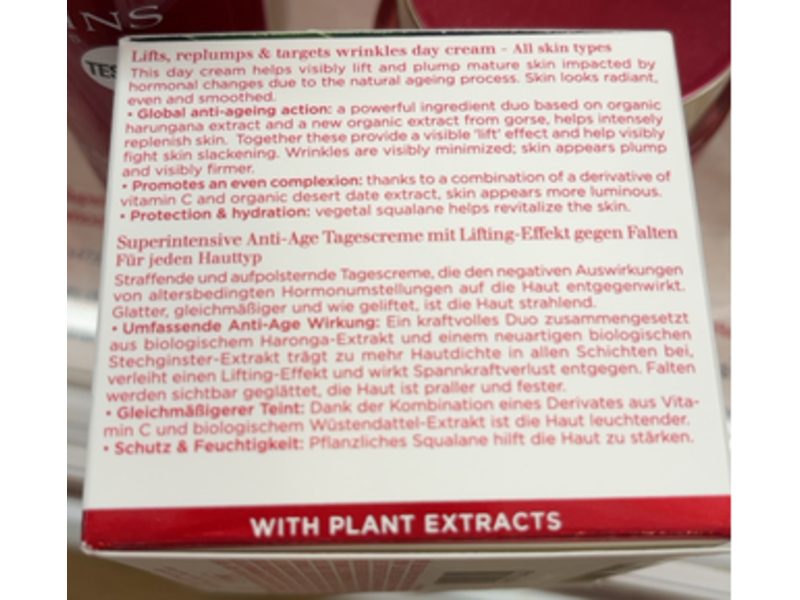 INS
TES
Lifts, replumps & targets wrinkles day cream - All skin types
This day cream helps visibly lift and plump mature skin impacted by
hormonal changes due to the natural ageing process. Skin looks radiant,
even and smoothed.
• Global anti-ageing action: a powerful ingredient duo based on organic
harungana extract and a new organic extract from gorse, helps intensely
replenish skin. Together these provide a visible 'lift' effect and help visibly
fight skin slackening. Wrinkles are visibly minimized; skin appears plump
and visibly firmer.
• Promotes an even complexion: thanks to a combination of a derivative of
vitamin C and organic desert date extract, skin appears more luminous.
• Protection & hydration: vegetal squalane helps revitalize the skin.
Superintensive Anti-Age Tagescreme mit Lifting-Effekt gegen Falten
Für jeden Hauttyp
Straffende und aufpolsternde Tagescreme, die den negativen Auswirkungen
von altersbedingten Hormonumstellungen auf die Haut entgegenwirkt.
Glatter, gleichmäßiger und wie geliftet, ist die Haut strahlend.
• Umfassende Anti-Age Wirkung: Ein kraftvolles Duo zusammengesetzt
aus biologischem Haronga-Extrakt und einem neuartigen biologischen
Stechginster-Extrakt trägt zu mehr Hautdichte in allen Schichten bei,
verleiht einen Lifting-Effekt und wirkt Spannkraftverlust entgegen. Falten
werden sichtbar geglättet, die Haut ist praller und fester.
• Gleichmäßigerer Teint: Dank der Kombination eines Derivates aus Vita-
min C und biologischem Wüstendattel-Extrakt ist die Haut leuchtender.
• Schutz & Feuchtigkeit: Pflanzliches Squalane hilft die Haut zu stärken.
WITH PLANT EXTRACTS